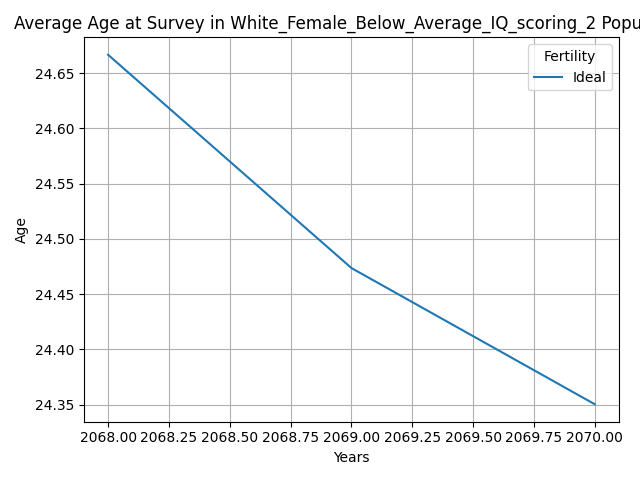 Average Age at Survey in White_Female_Below_Average_IQ_scoring_2 Popu
Fertility
Ideal
24.65
24.60
24.55
24.50
24.45
24.40
24.35
Age
2068.00 2068.25 2068.50 2068.75 2069.00 2069.25 2069.50 2069.75 2070.00
Years